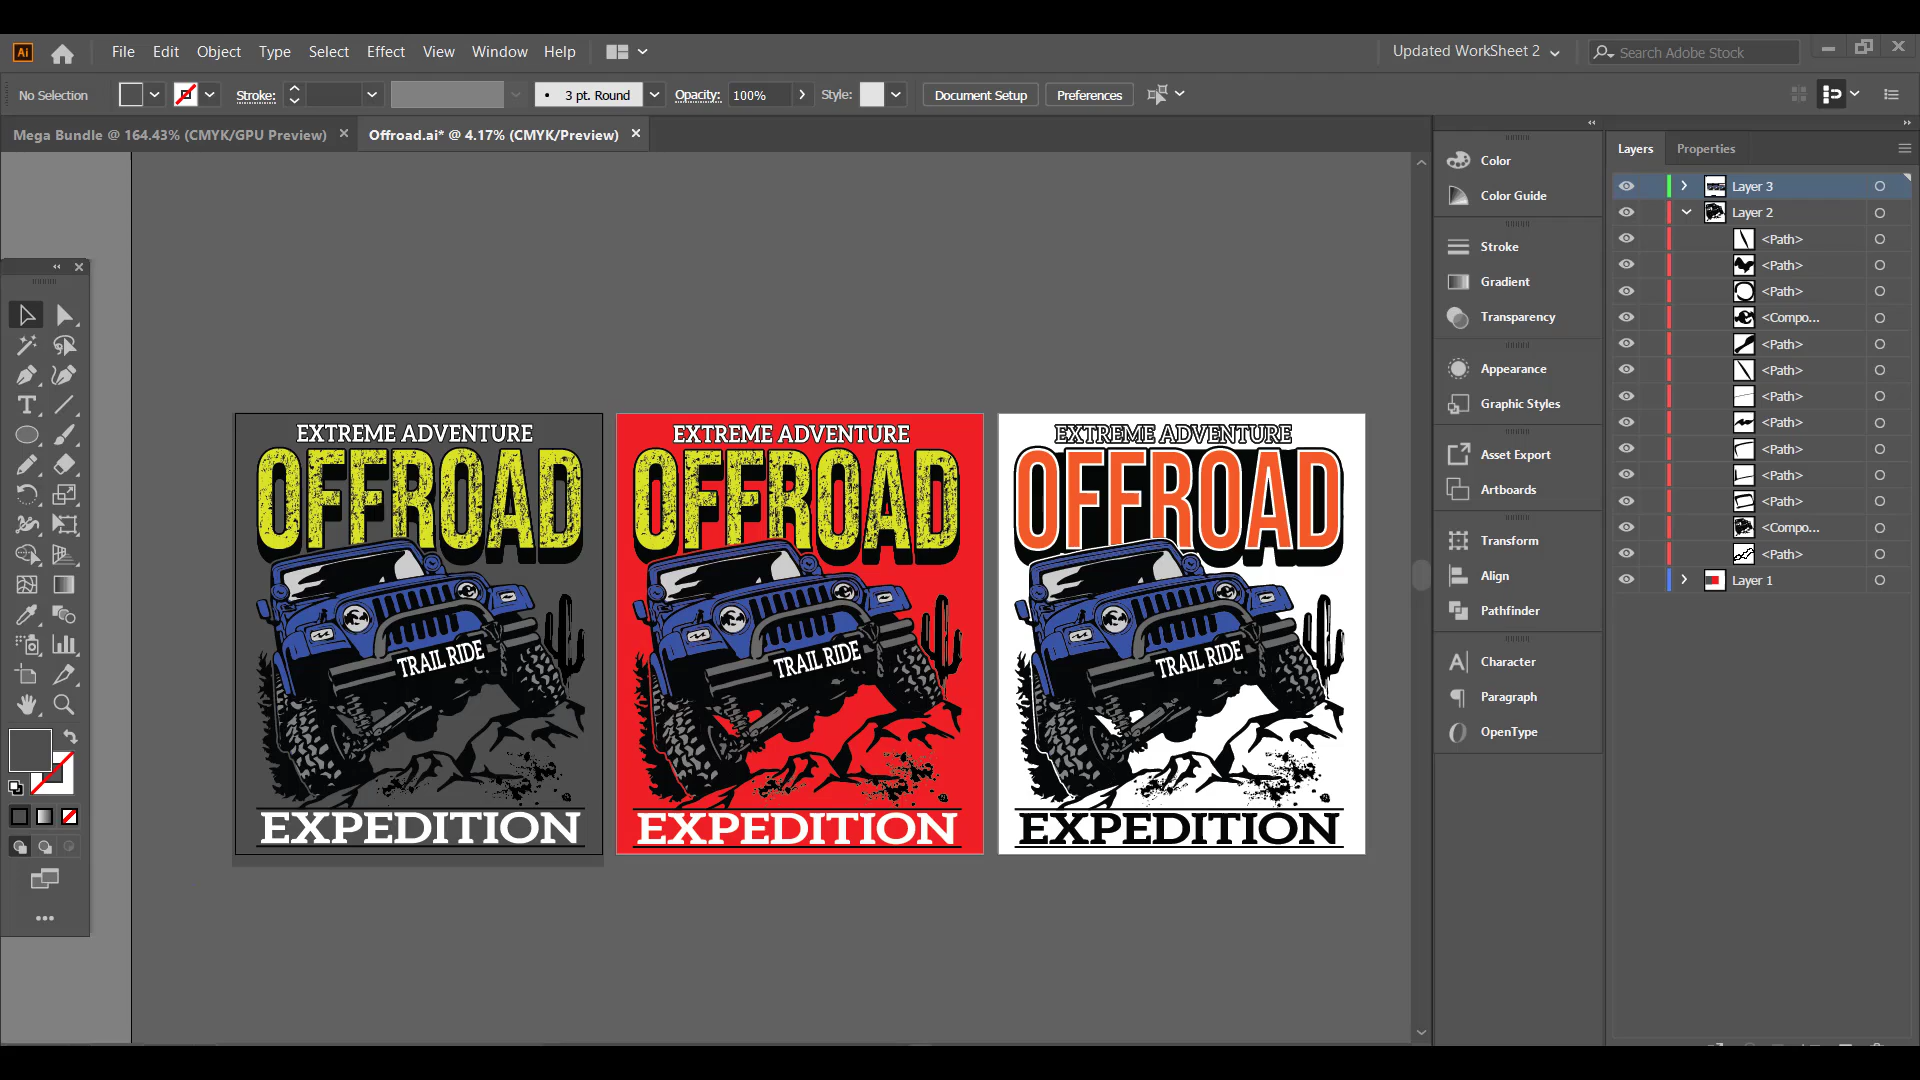 Ai File Edit Object Type Select Effect View Window Help Updated WorkSheet 2 Search Adobe Stock
No Selection Stroke: 3 pt. Round Opacity: 100% Style: Document Setup Preferences
Mega Bundle @ 164.43% (CMYK/GPU Preview) Offroad.ai* @ 4.17% (CMYK/Preview)
EXTREME ADVENTURE
OFFROAD
TRAIL RIDE
EXPEDITION
EXTREME ADVENTURE
OFFROAD
TRAIL RIDE
EXPEDITION
EXTREME ADVENTURE
OFFROAD
TRAIL RIDE
EXPEDITION
Color
Color Guide
Stroke
Gradient
Transparency
Appearance
Graphic Styles
Asset Export
Artboards
Transform
Align
Pathfinder
Character
Paragraph
OpenType
Layers Properties
Layer 3
Layer 2
<Path>
<Path>
<Path>
<Compo...
<Path>
<Path>
<Path>
<Path>
<Path>
<Path>
<Path>
<Compo...
<Path>
Layer 1